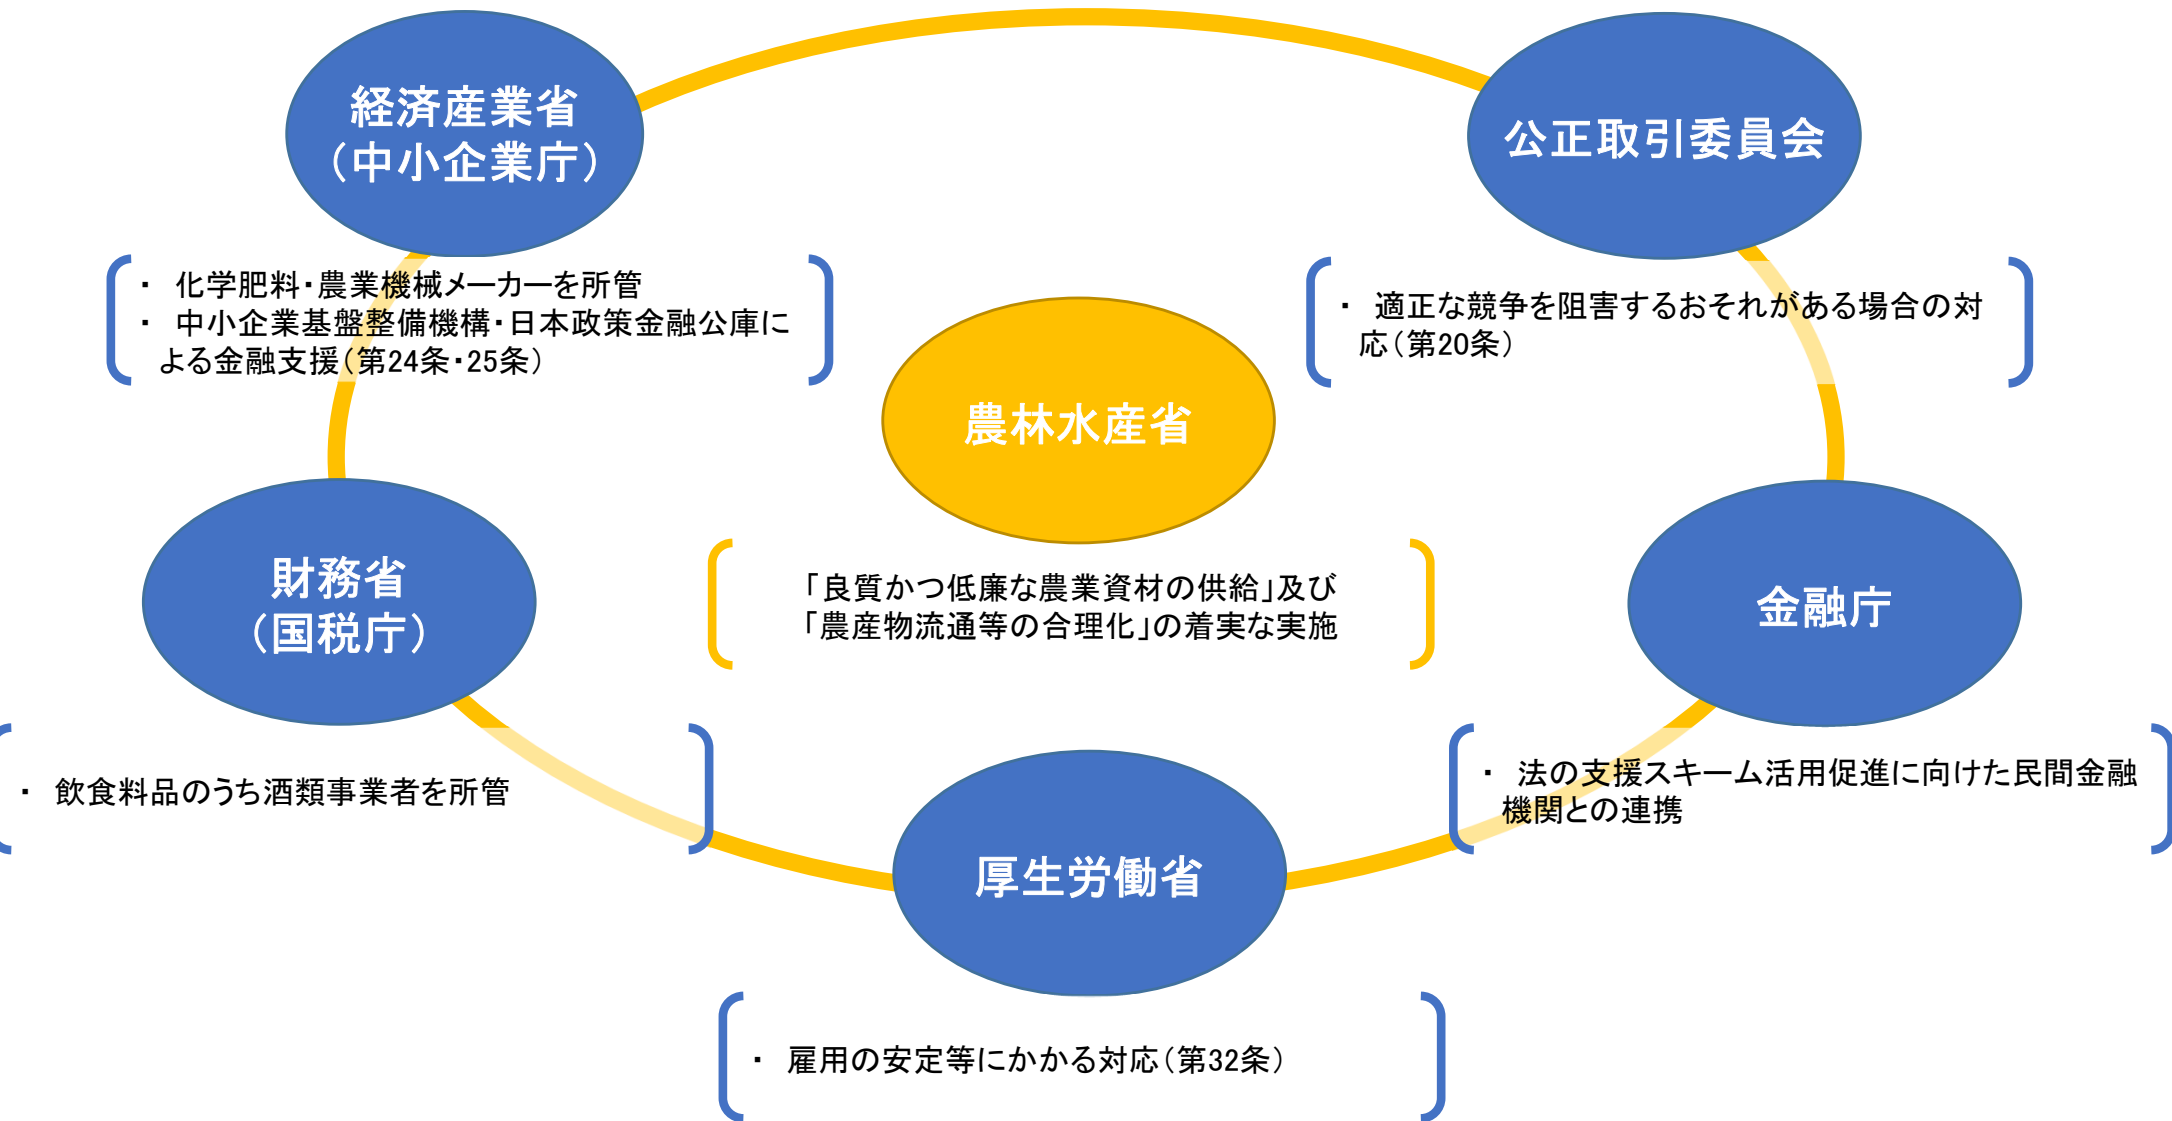 経済産業省
（中小企業庁）
・ 化学肥料・農業機械メーカーを所管
・ 中小企業基盤整備機構・日本政策金融公庫に
よる金融支援（第24条・25条）
公正取引委員会
・ 適正な競争を阻害するおそれがある場合の対
応（第20条）
農林水産省
「良質かつ低廉な農業資材の供給」及び
「農産物流通等の合理化」の着実な実施
財務省
（国税庁）
・ 飲食料品のうち酒類事業者を所管
金融庁
・ 法の支援スキーム活用促進に向けた民間金融
機関との連携
厚生労働省
・ 雇用の安定等にかかる対応（第32条）